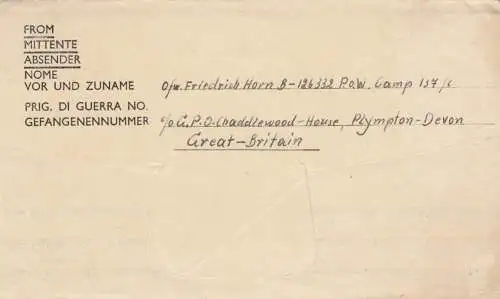 FROM
MITTENTE
ABSENDER
NOME
VOR UND ZUNAME O/w. Friedrich Horn B-126332 P.o.W. Camp 137/c
PRIG. DI GUERRA NO.
GEFANGENENNUMMER c/o G.P.O. Chaddlewood-House, Plympton-Devon
Great-Britain